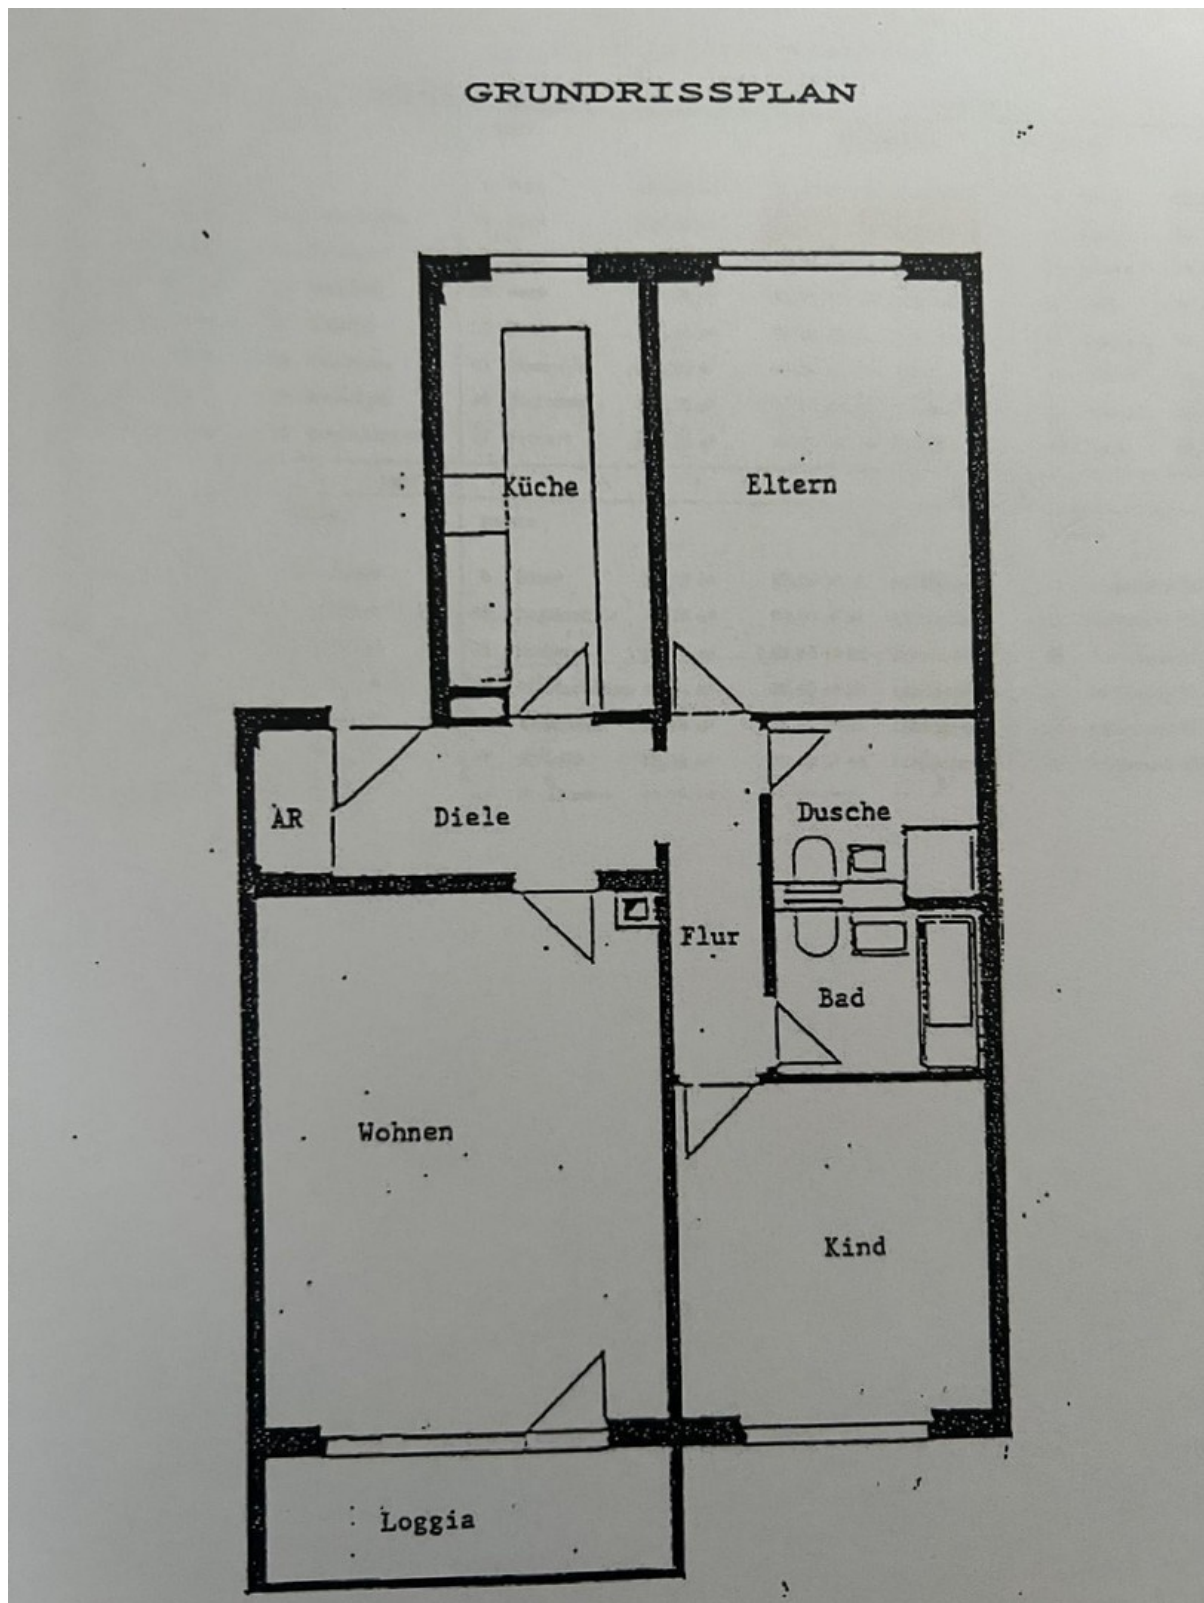 GRUNDRISSPLAN
Küche
Eltern
AR
Diele
Dusche
Flur
Bad
Wohnen
Kind
Loggia